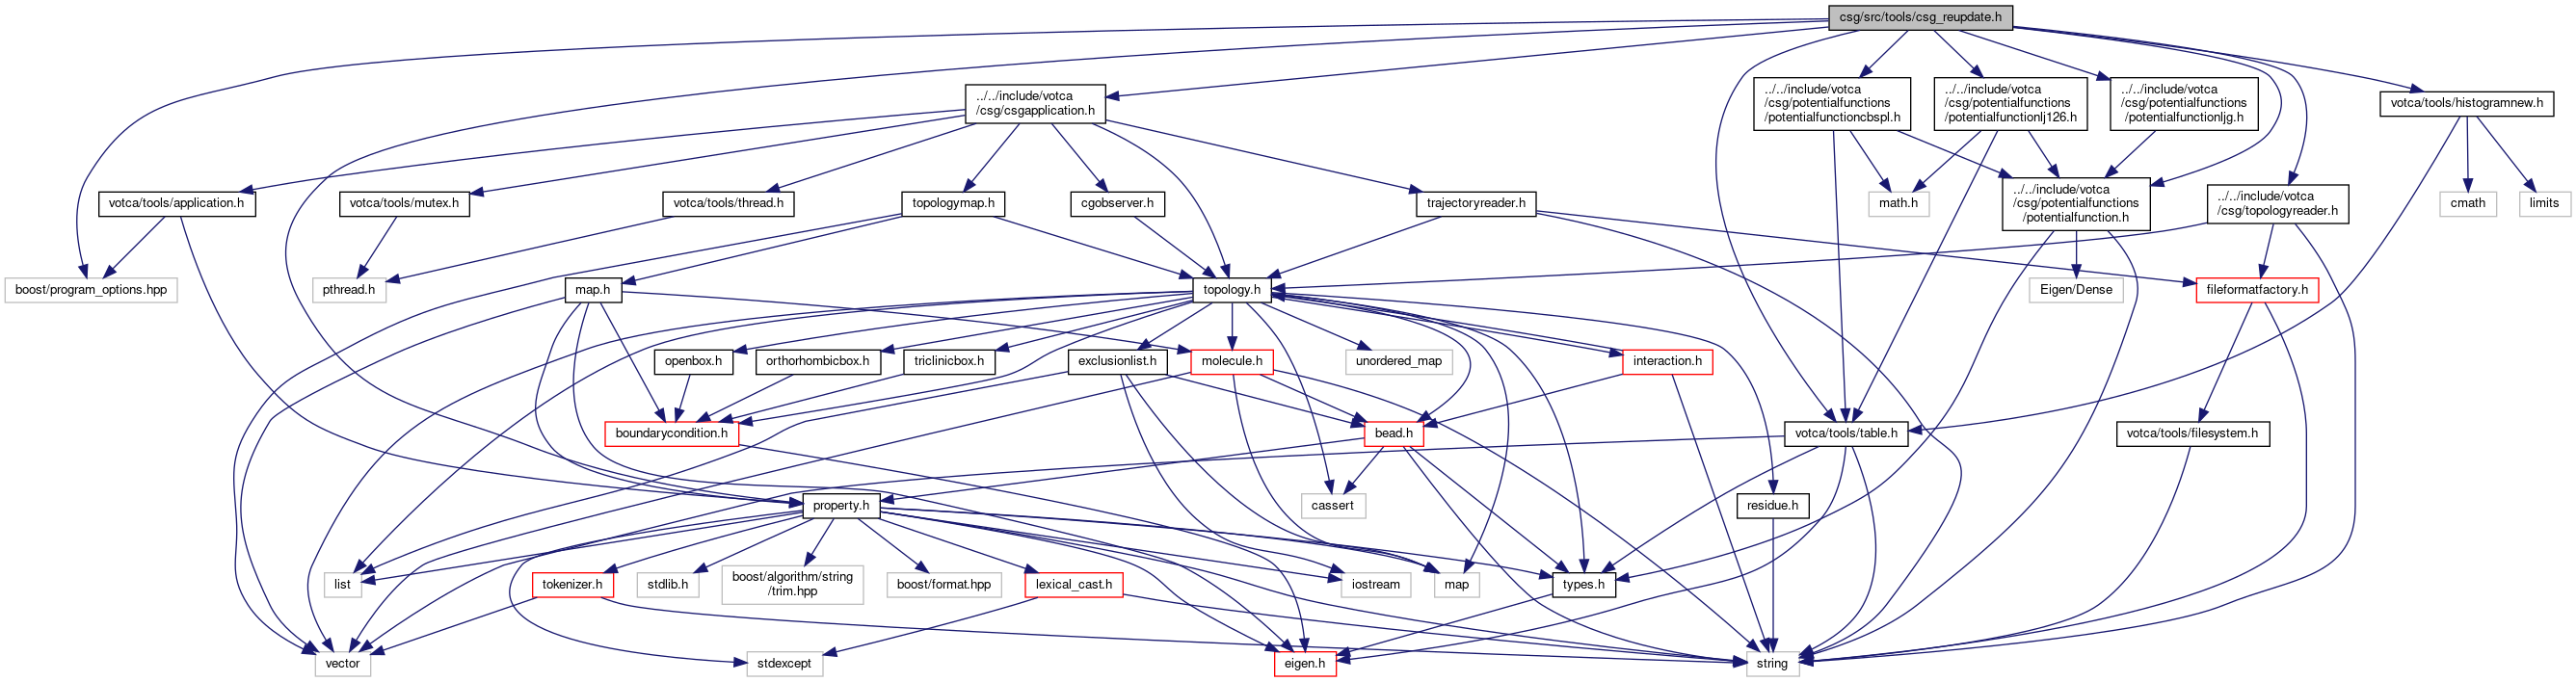 csg/src/tools/csg_reupdate.h
../../include/votca
/csg/csgapplication.h
../../include/votca
/csg/potentialfunctions
/potentialfunctioncbspl.h
../../include/votca
/csg/potentialfunctions
/potentialfunctionlj126.h
../../include/votca
/csg/potentialfunctions
/potentialfunctionljg.h
votca/tools/histogramnew.h
votca/tools/application.h
votca/tools/mutex.h
votca/tools/thread.h
topologymap.h
cgobserver.h
trajectoryreader.h
math.h
../../include/votca
/csg/potentialfunctions
/potentialfunction.h
../../include/votca
/csg/topologyreader.h
cmath
limits
boost/program_options.hpp
pthread.h
map.h
topology.h
Eigen/Dense
fileformatfactory.h
openbox.h
orthorhombicbox.h
triclinicbox.h
exclusionlist.h
molecule.h
unordered_map
interaction.h
boundarycondition.h
bead.h
votca/tools/table.h
votca/tools/filesystem.h
property.h
cassert
residue.h
list
tokenizer.h
stdlib.h
boost/algorithm/string
/trim.hpp
boost/format.hpp
lexical_cast.h
iostream
map
types.h
vector
stdexcept
eigen.h
string